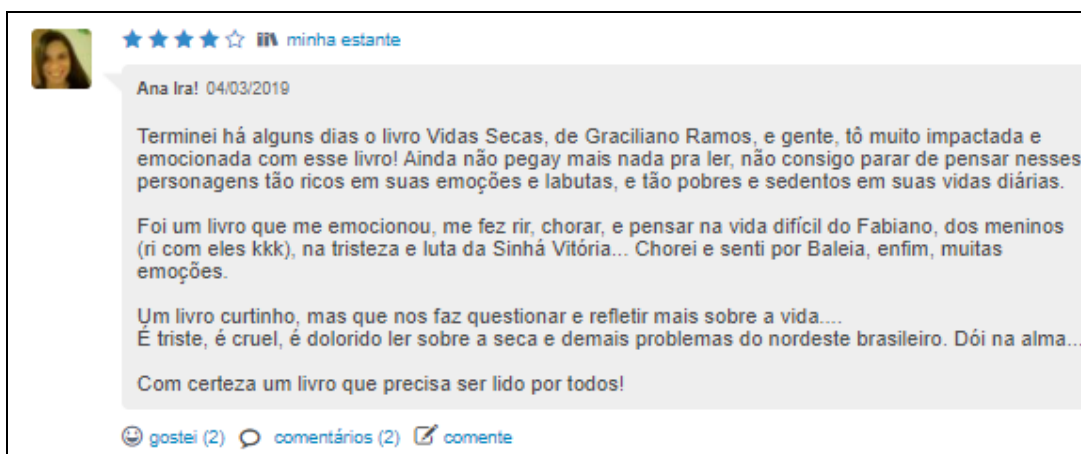 minha estante
Ana Ira! 04/03/2019
Terminei há alguns dias o livro Vidas Secas, de Graciliano Ramos, e gente, tô muito impactada e
emocionada com esse livro! Ainda não pegay mais nada pra ler, não consigo parar de pensar nesses
personagens tão ricos em suas emoções e labutas, e tão pobres e sedentos em suas vidas diárias.
Foi um livro que me emocionou, me fez rir, chorar, e pensar na vida difícil do Fabiano, dos meninos
(ri com eles kkk), na tristeza e luta da Sinhá Vitória... Chorei e senti por Baleia, enfim, muitas
emoções.
Um livro curtinho, mas que nos faz questionar e refletir mais sobre a vida....
É triste, é cruel, é dolorido ler sobre a seca e demais problemas do nordeste brasileiro. Dói na alma...
Com certeza um livro que precisa ser lido por todos!
gostei (2) comentários (2) comente